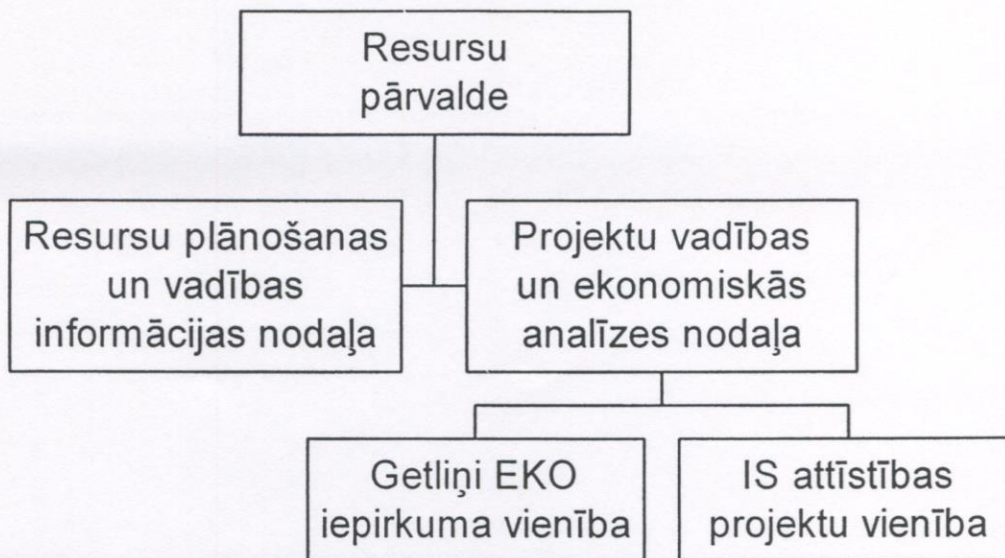 Resursu
pārvalde
Resursu plānošanas
un vadības
informācijas nodaļa
Projektu vadības
un ekonomiskās
analīzes nodaļa
Getliņi EKO
iepirkuma vienība
IS attīstības
projektu vienība